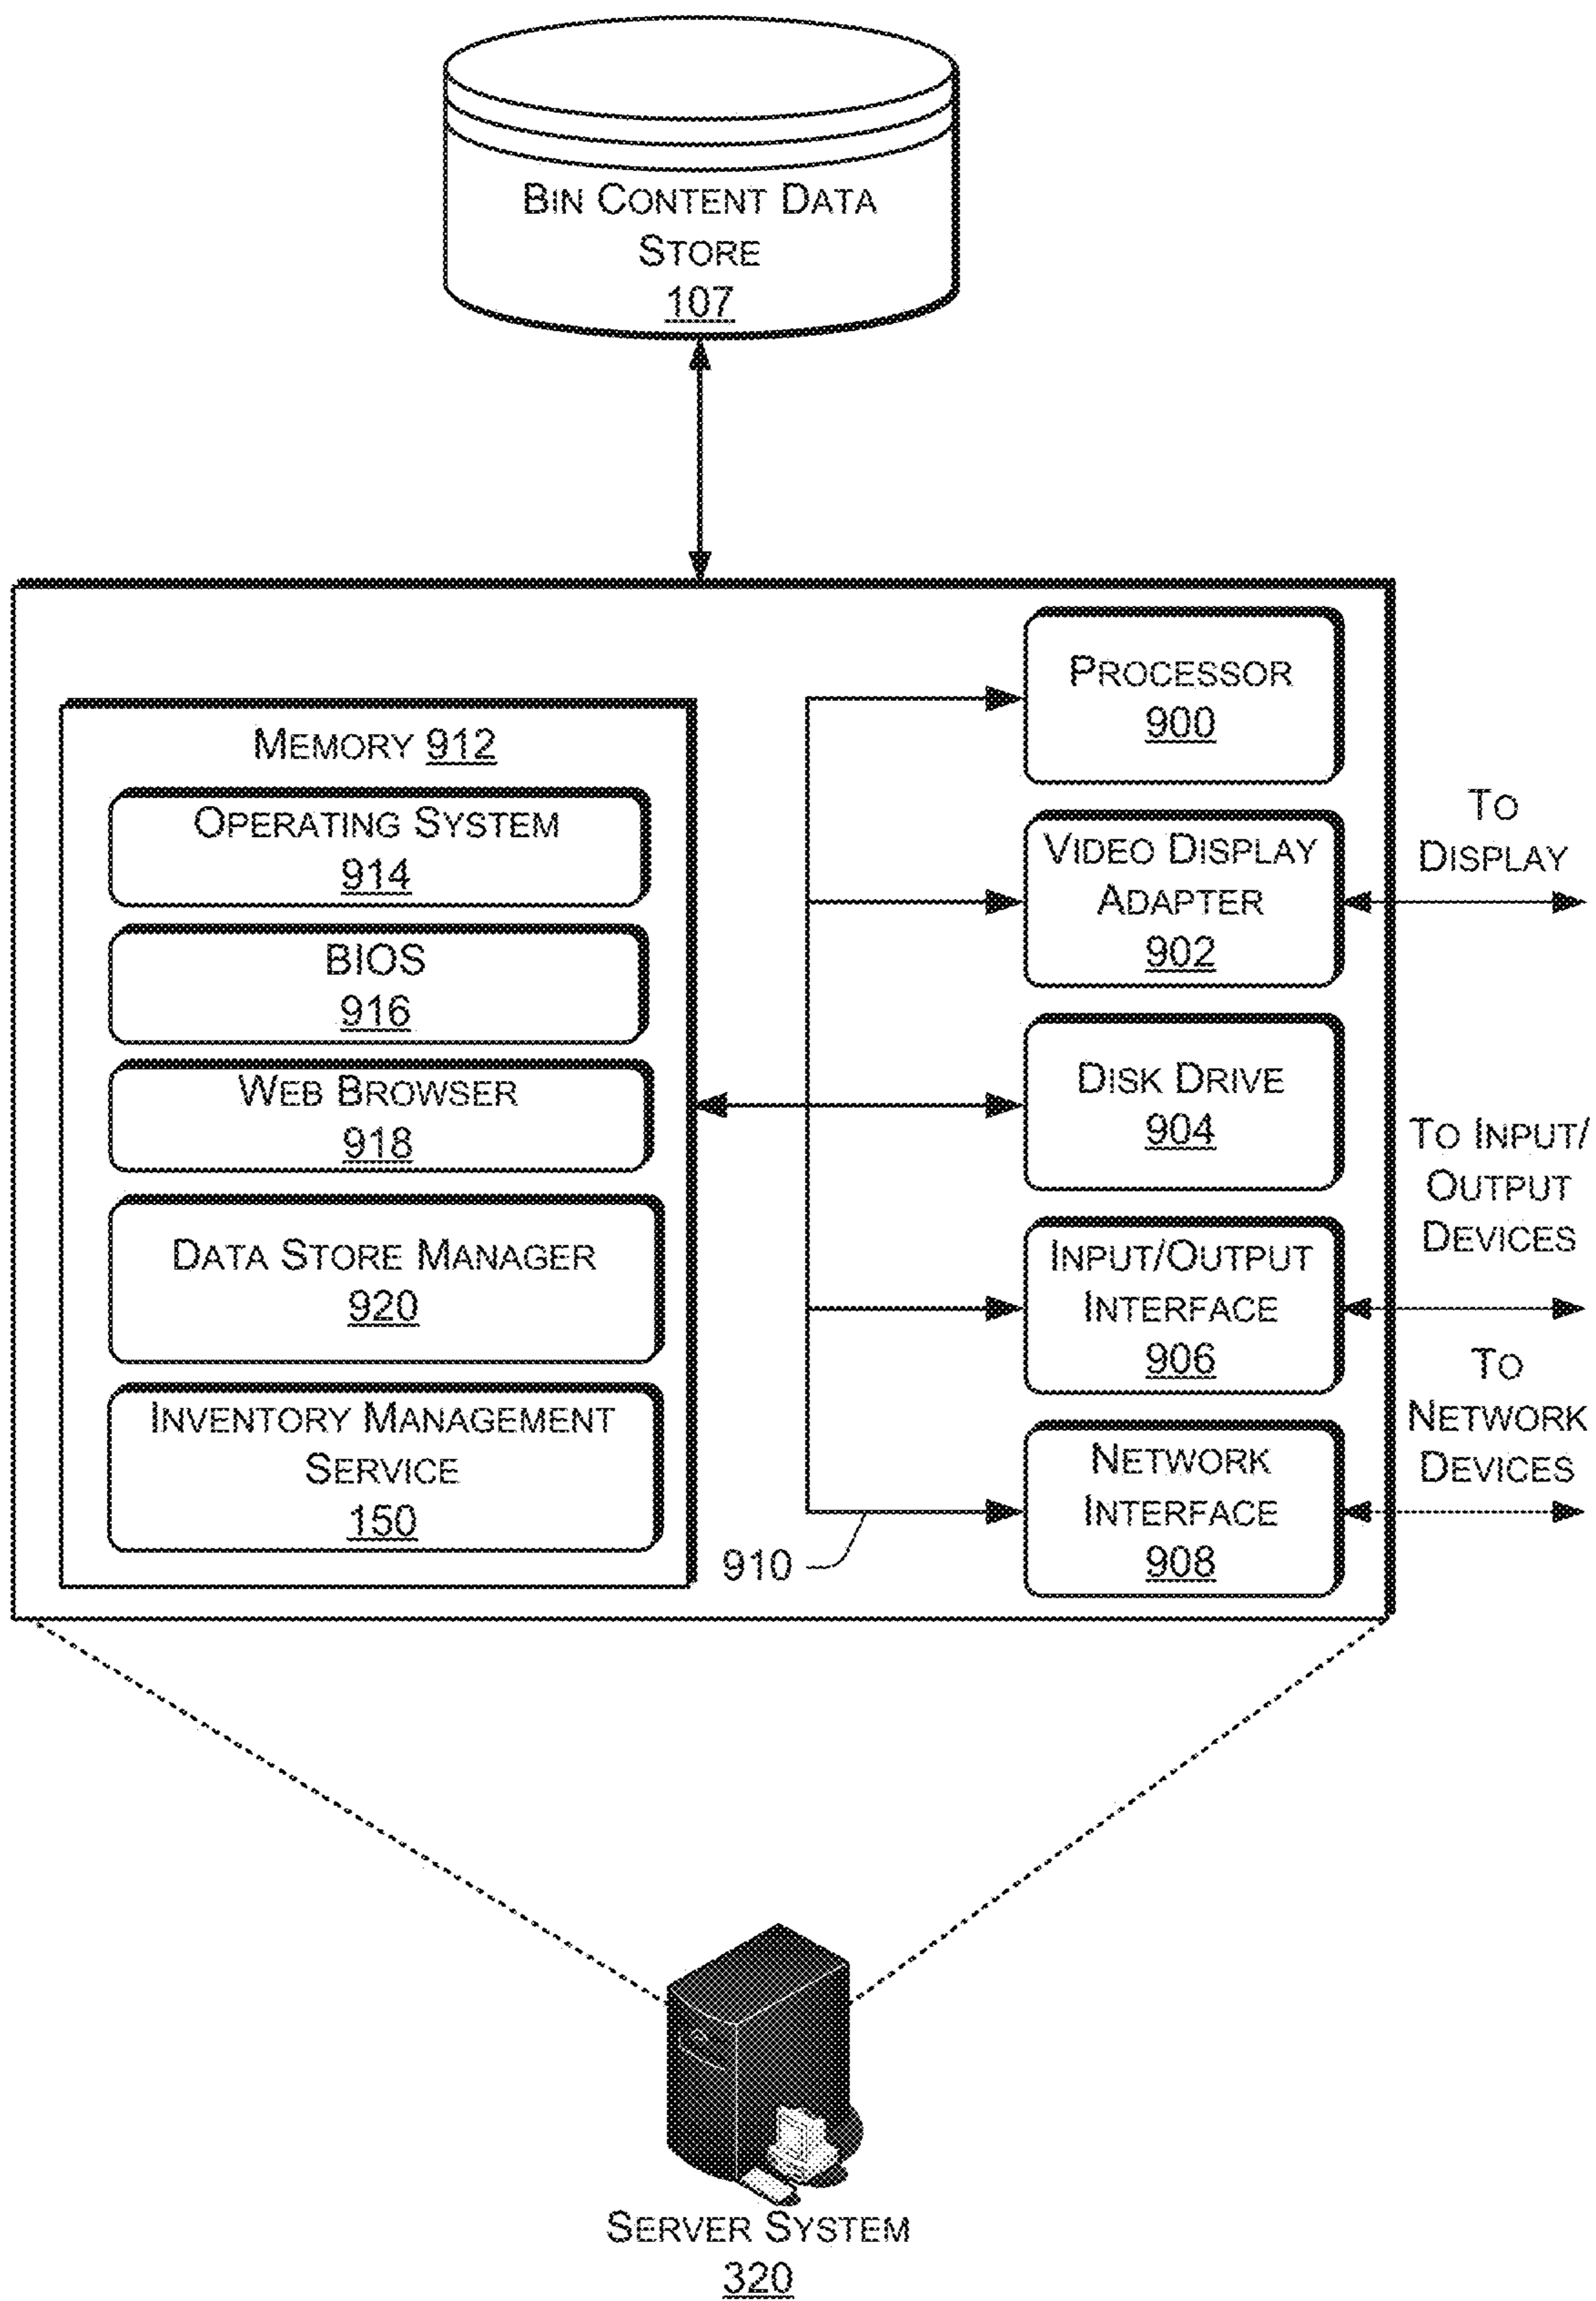 BIN CONTENT DATA
STORE
107
MEMORY 912
OPERATING SYSTEM
914
BIOS
916
WEB BROWSER
918
DATA STORE MANAGER
920
INVENTORY MANAGEMENT
SERVICE
150
PROCESSOR
900
VIDEO DISPLAY
ADAPTER
902
DISK DRIVE
904
INPUT/OUTPUT
INTERFACE
906
NETWORK
INTERFACE
908
910
TO
DISPLAY
TO INPUT/
OUTPUT
DEVICES
TO
NETWORK
DEVICES
SERVER SYSTEM
320